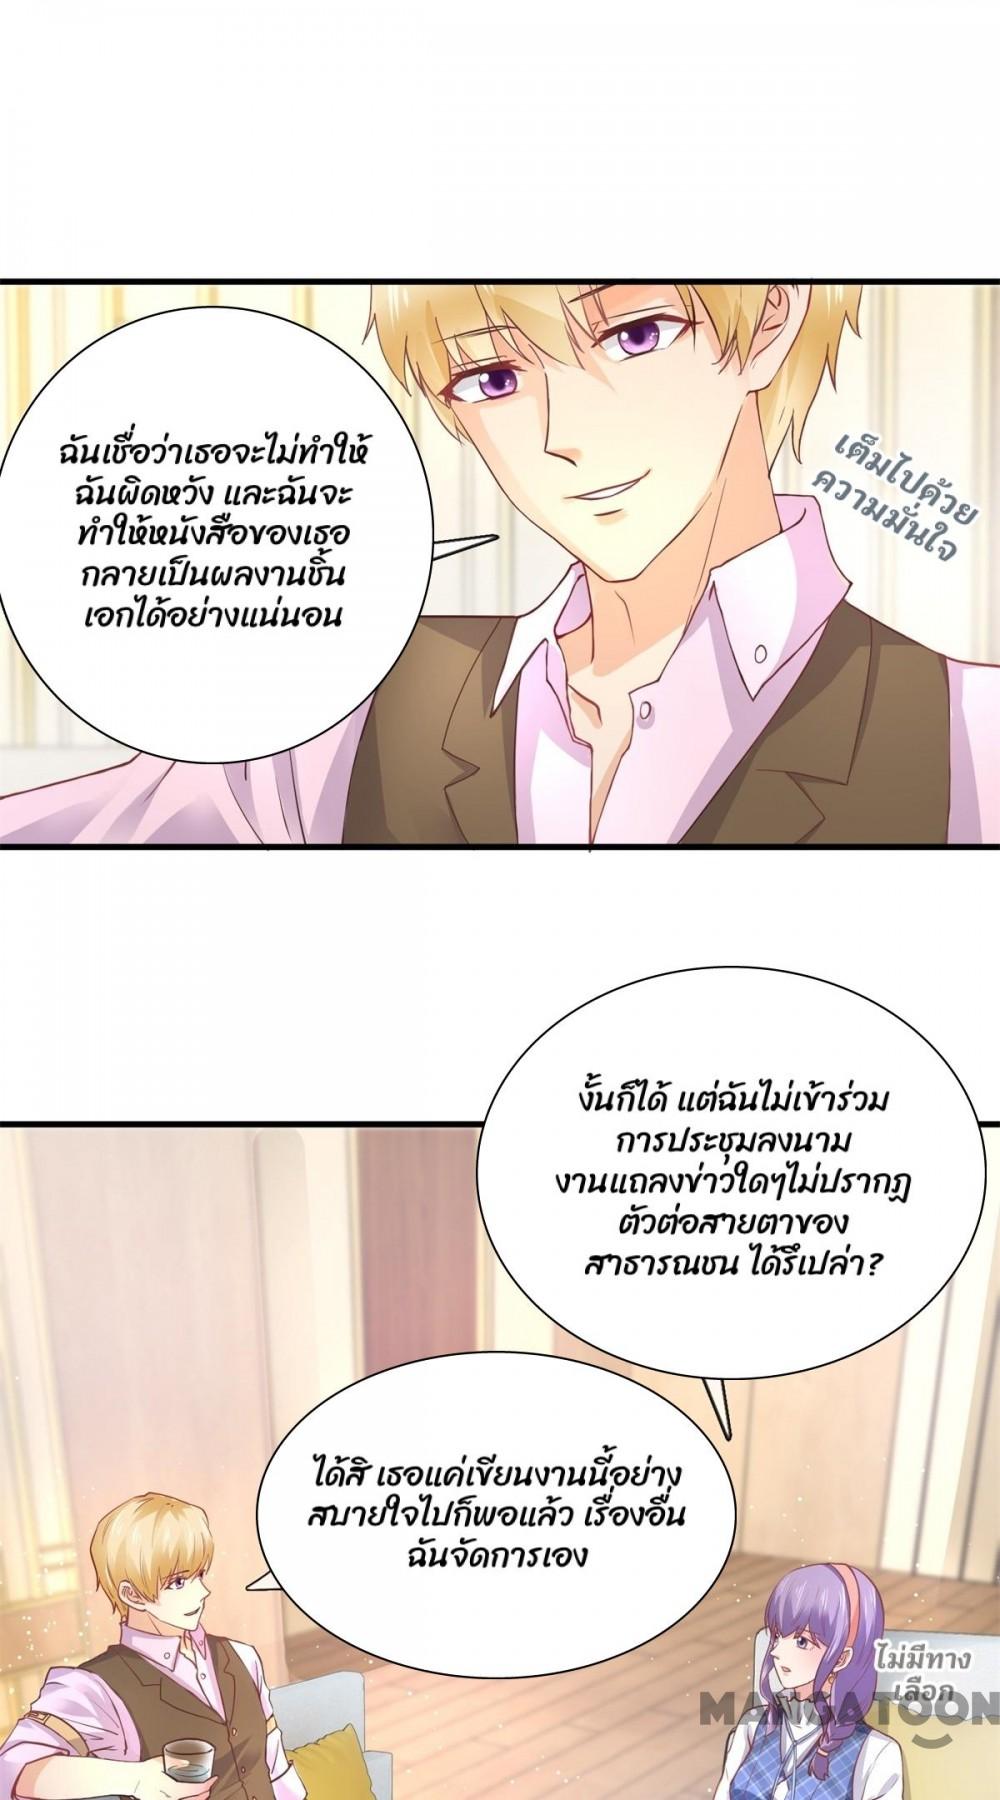 ฉันเชื่อว่าเธอจะไม่ทำให้
ฉันผิดหวัง และฉันจะ
ทำให้หนังสือของเธอ
กลายเป็นผลงานชิ้น
เอกได้อย่างแน่นอน
เต็มไปด้วย
ความมั่นใจ
งั้นก็ได้ แต่ฉันไม่เข้าร่วม
การประชุมลงนาม
งานแถลงข่าวใดๆไม่ปรากฏ
ตัวต่อสายตาของ
สาธารณชน ได้รึเปล่า?
ได้สิ เธอแค่เขียนงานนี้อย่าง
สบายใจไปก็พอแล้ว เรื่องอื่น
ฉันจัดการเอง
ไม่มีทาง
เลือก
MANGATOON